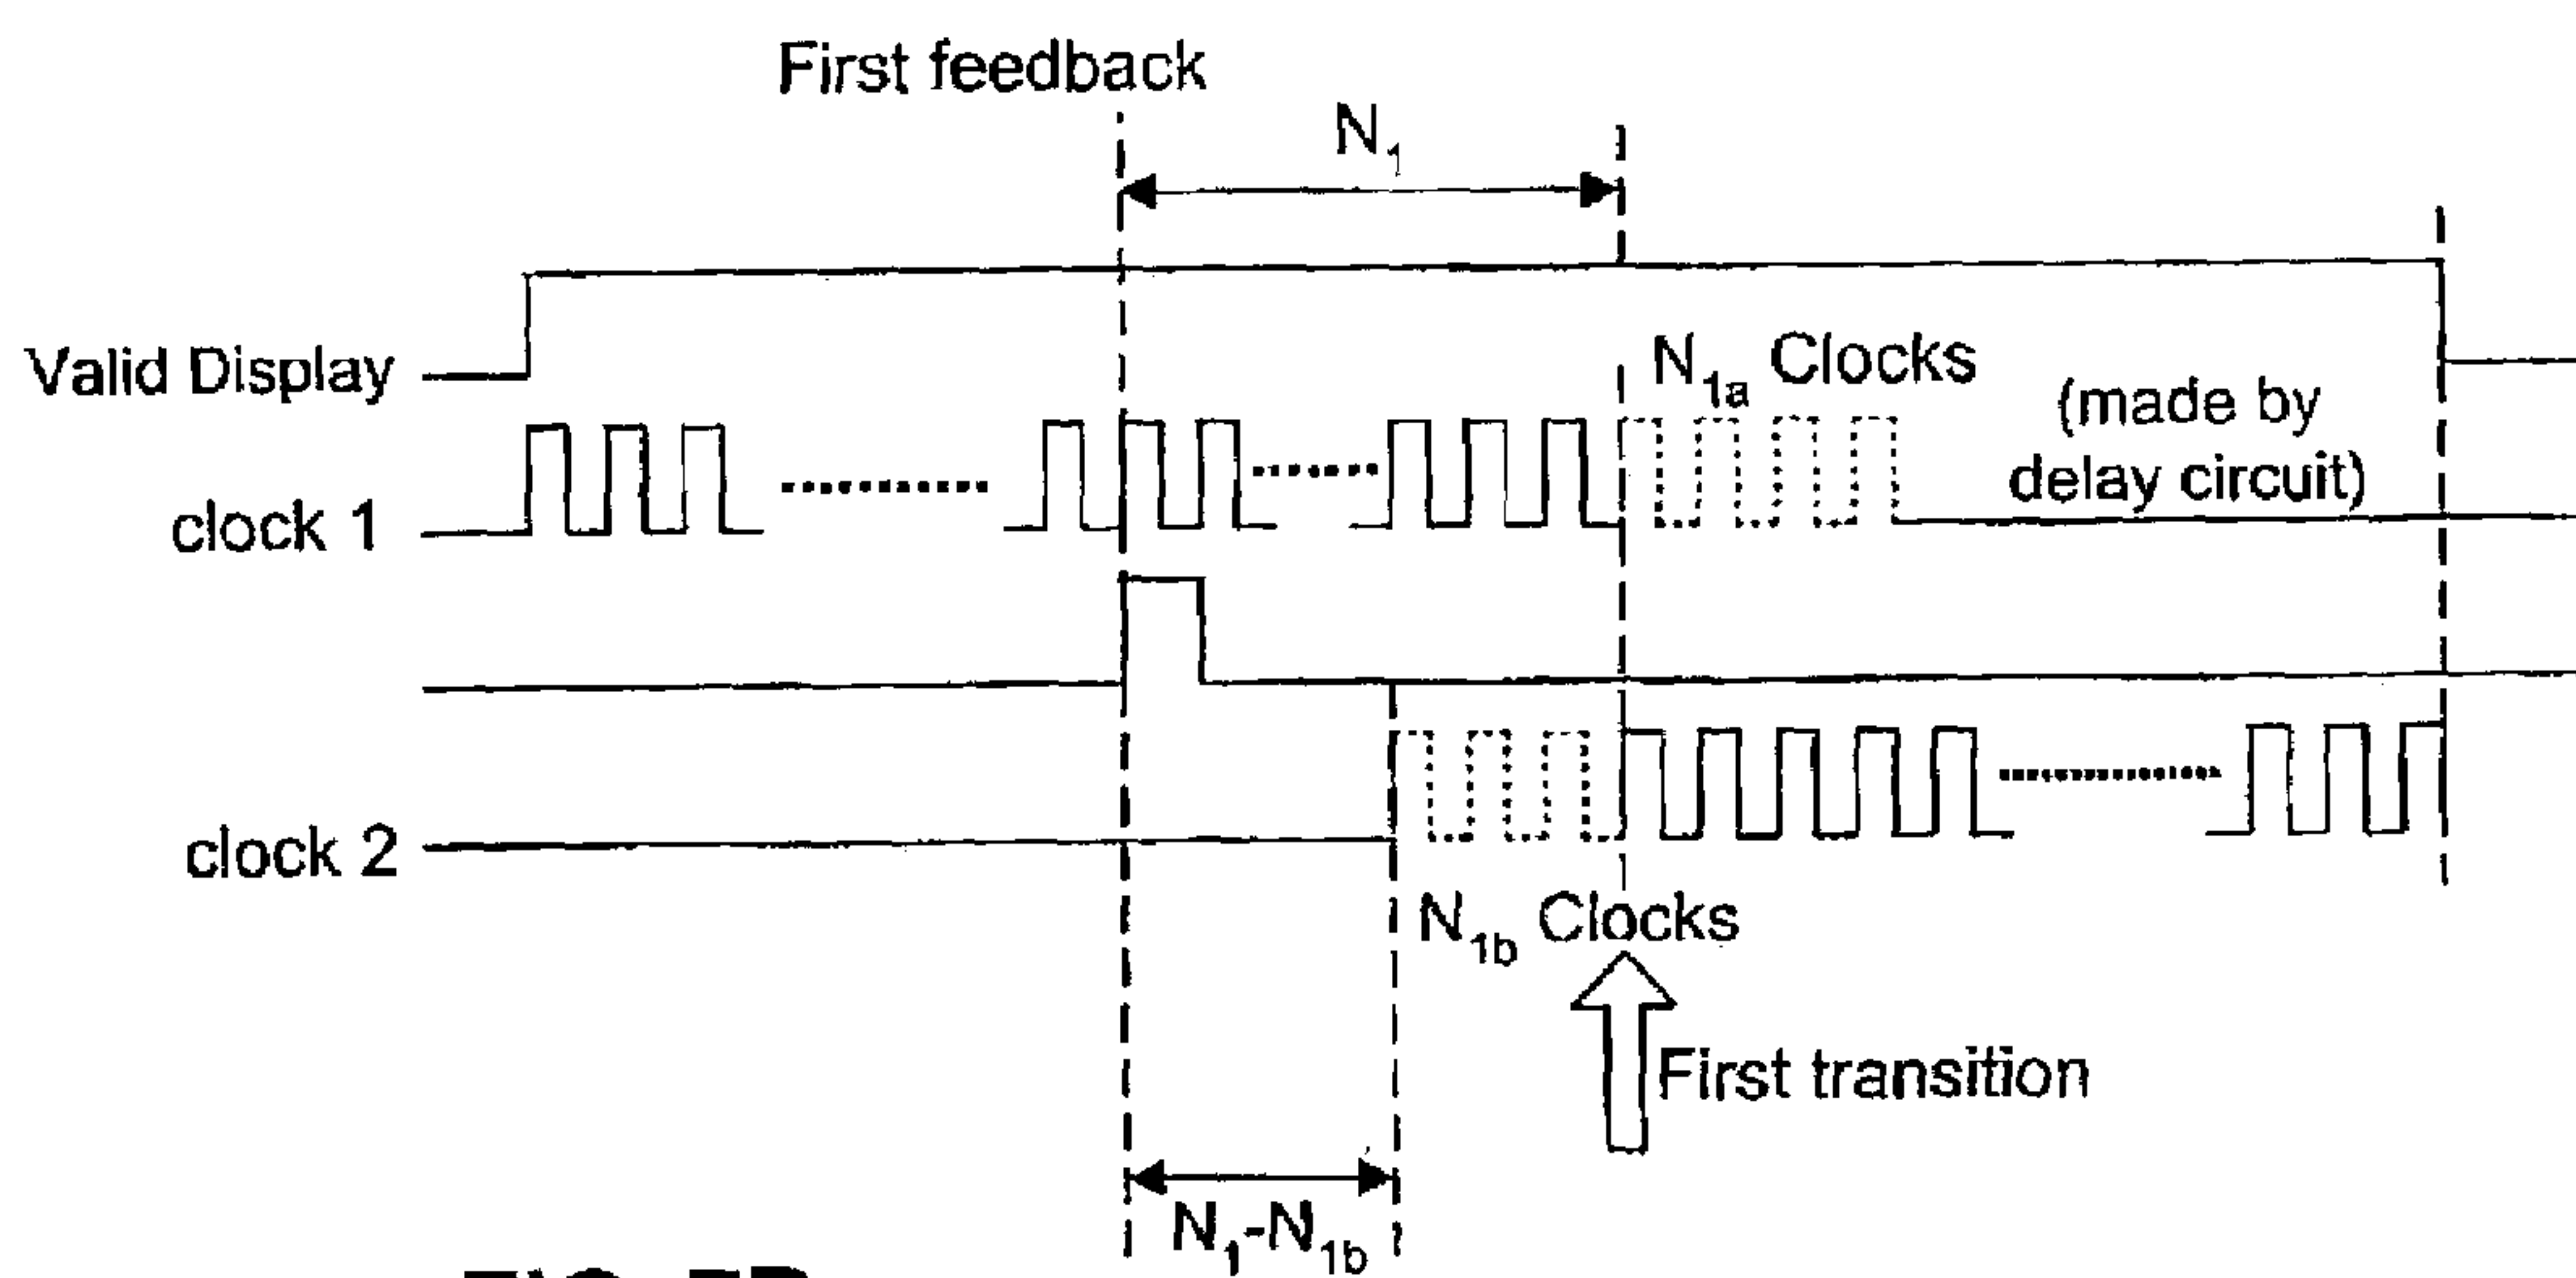 First feedback
N₁
Valid Display
N₁ₐ Clocks
(made by
delay circuit)
clock 1
clock 2
N₁b Clocks
First transition
N₁-N₁b